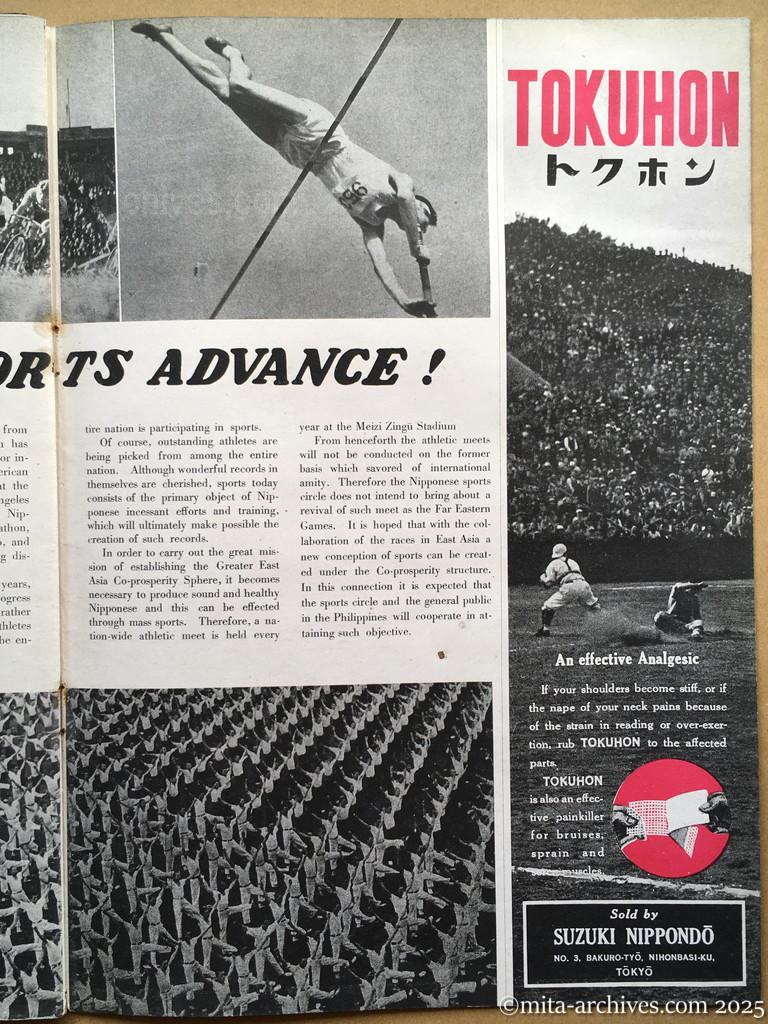 ORTS ADVANCE !
from
has
or in-
erican
at the
ngeles
Nip-
athon,
, and
g dis-
years,
ogress
rather
thletes
he en-
tire nation is participating in sports.
Of course, outstanding athletes are
being picked from among the entire
nation. Although wonderful records in
themselves are cherished, sports today
consists of the primary object of Nip-
ponese incessant efforts and training,
which will ultimately make possible the
creation of such records.
In order to carry out the great mis-
sion of establishing the Greater East
Asia Co-prosperity Sphere, it becomes
necessary to produce sound and healthy
Nipponese and this can be effected
through mass sports. Therefore, a na-
tion-wide athletic meet is held every
year at the Meizi Zingū Stadium
From henceforth the athletic meets
will not be conducted on the former
basis which savored of international
amity. Therefore the Nipponese sports
circle does not intend to bring about a
revival of such meet as the Far Eastern
Games. It is hoped that with the col-
laboration of the races in East Asia a
new conception of sports can be creat-
ed under the Co-prosperity structure.
In this connection it is expected that
the sports circle and the general public
in the Philippines will cooperate in at-
taining such objective.
TOKUHON
トクホン
An effective Analgesic
If your shoulders become stiff, or if
the nape of your neck pains because
of the strain in reading or over-exer-
tion, rub TOKUHON to the affected
parts.
TOKUHON
is also an effec-
tive painkiller
for bruises,
sprain and
sore muscles.
Sold by
SUZUKI NIPPONDŌ
NO. 3, BAKURO-TYŌ, NIHONBASI-KU,
TŌKYŌ
©mita-archives.com 2025